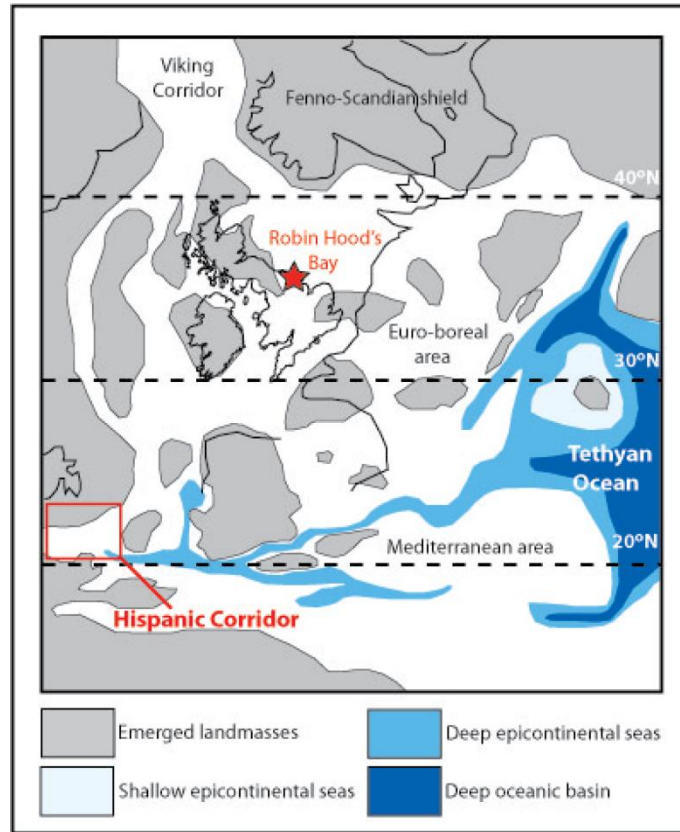 Viking
Corridor
Fenno-Scandian shield
40°N
Robin Hood's
Bay
Euro-boreal
area
30°N
Tethyan
Ocean
Mediterranean area
20°N
Hispanic Corridor
Emerged landmasses
Deep epicontinental seas
Shallow epicontinental seas
Deep oceanic basin